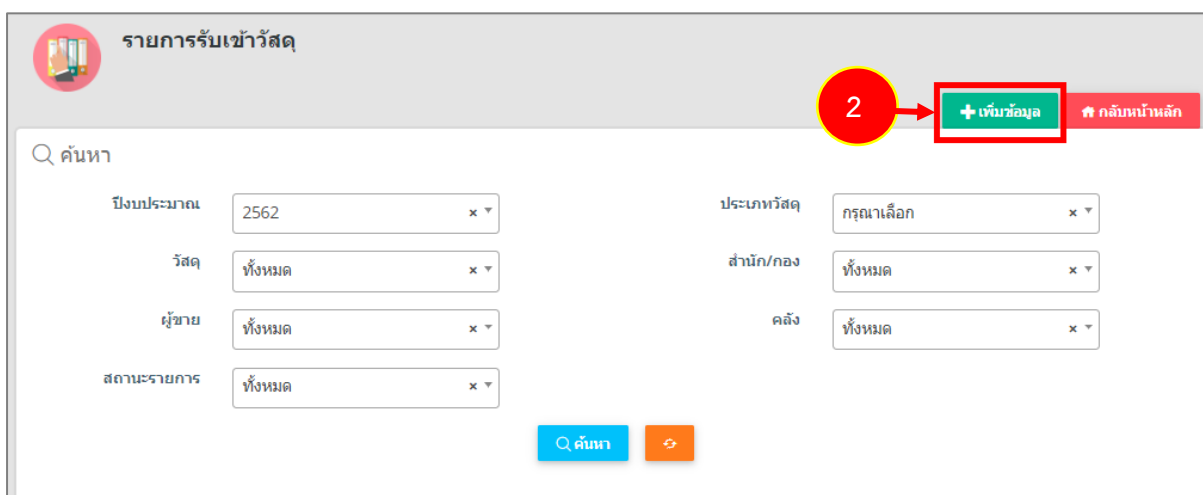 รายการรับเข้าวัสดุ
2
เพิ่มข้อมูล กลับหน้าหลัก
ค้นหา
ปีงบประมาณ 2562 × ประเภทวัสดุ กรุณาเลือก ×
วัสดุ ทั้งหมด × สำนัก/กอง ทั้งหมด ×
ผู้ขาย ทั้งหมด × คลัง ทั้งหมด ×
สถานะรายการ ทั้งหมด ×
ค้นหา